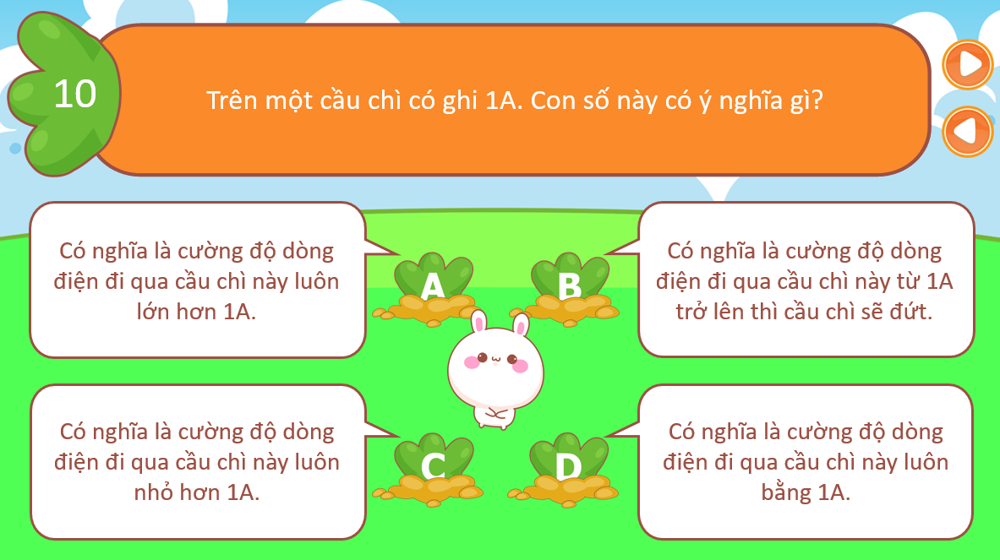 10
Trên một cầu chì có ghi 1A. Con số này có ý nghĩa gì?
Có nghĩa là cường độ dòng
điện đi qua cầu chì này luôn
lớn hơn 1A.
A
B
Có nghĩa là cường độ dòng
điện đi qua cầu chì này từ 1A
trở lên thì cầu chì sẽ đứt.
Có nghĩa là cường độ dòng
điện đi qua cầu chì này luôn
nhỏ hơn 1A.
C
D
Có nghĩa là cường độ dòng
điện đi qua cầu chì này luôn
bằng 1A.